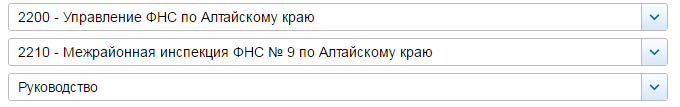 2200 - Управление ФНС по Алтайскому краю
2210 - Межрайонная инспекция ФНС № 9 по Алтайскому краю
Руководство